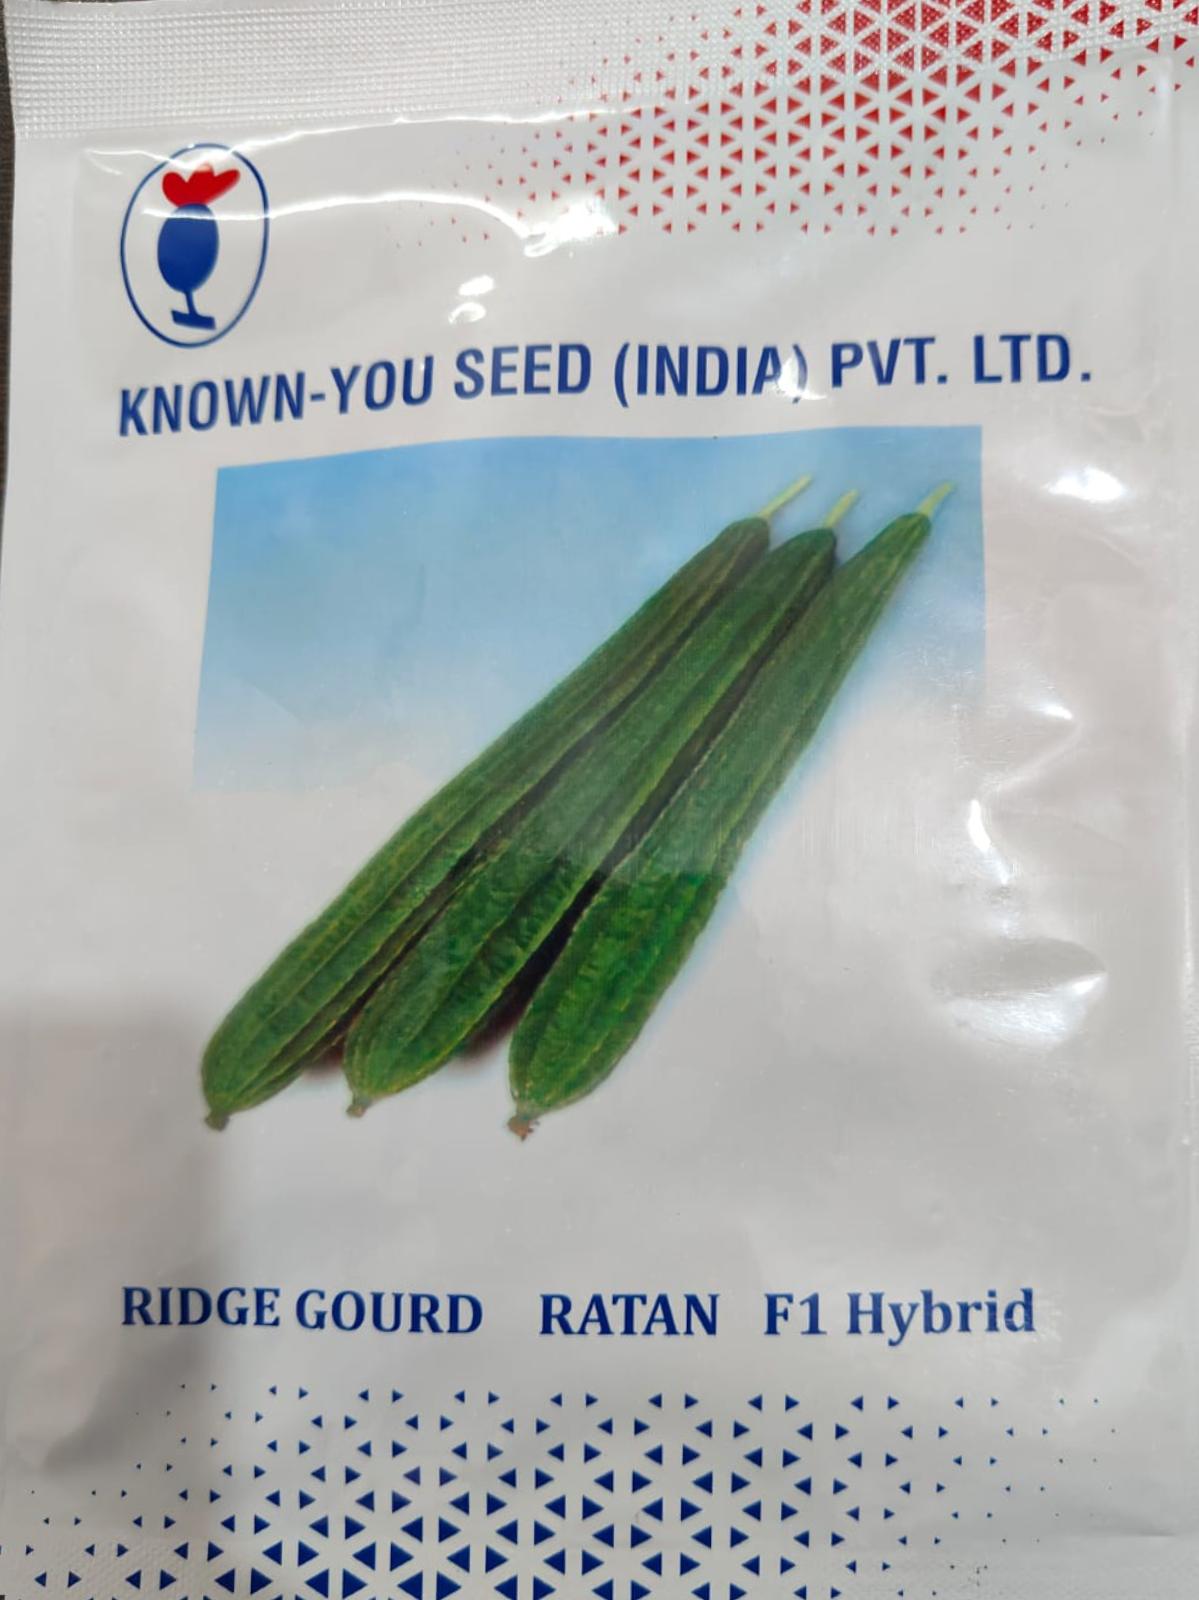 KNOWN-YOU SEED (INDIA) PVT. LTD.
RIDGE GOURD RATAN F1 Hybrid